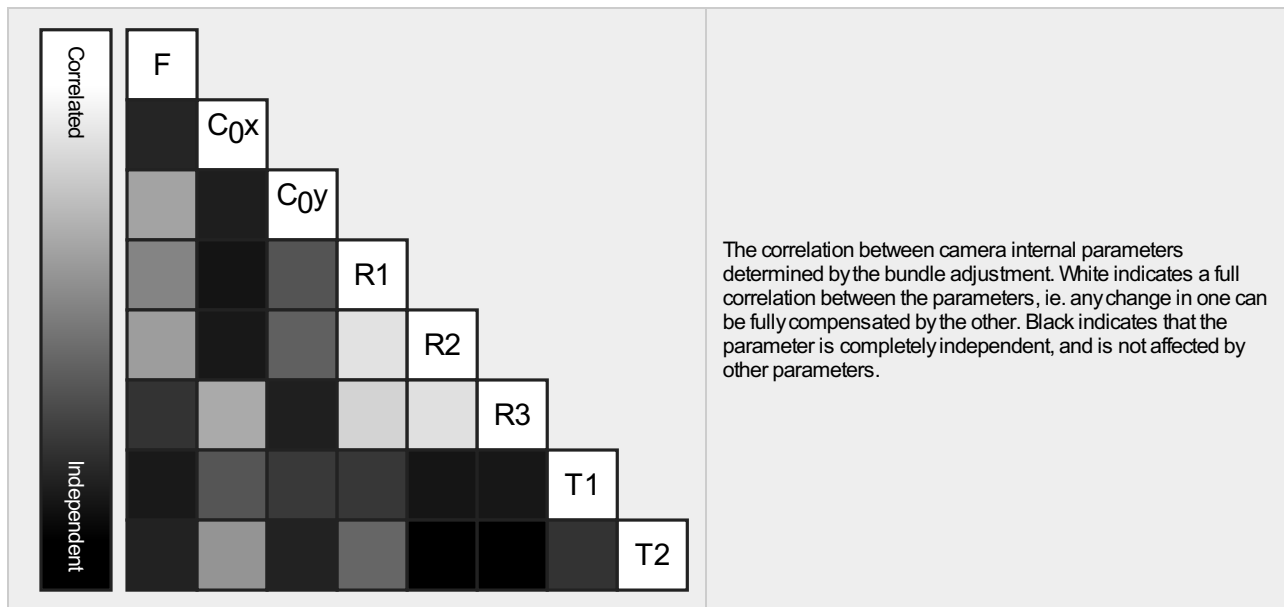 Correlated
Independent
F
C0x
C0y
R1
R2
R3
T1
T2
The correlation between camera internal parameters
determined by the bundle adjustment. White indicates a full
correlation between the parameters, ie. any change in one can
be fully compensated by the other. Black indicates that the
parameter is completely independent, and is not affected by
other parameters.